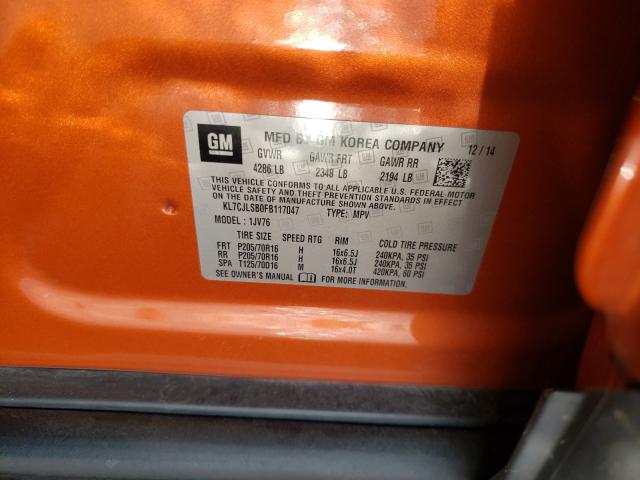 GM
MFD BY GM KOREA COMPANY 12/14
GVWR GAWR FRT GAWR RR
4286 LB 2348 LB 2194 LB
THIS VEHICLE CONFORMS TO ALL APPLICABLE U.S. FEDERAL MOTOR
VEHICLE SAFETY AND THEFT PREVENTION STANDARDS IN EFFECT ON
THE DATE OF MANUFACTURE SHOWN ABOVE.
KL7CJLSB0FB117047 TYPE: MPV
MODEL: 1JV76
TIRE SIZE SPEED RTG RIM COLD TIRE PRESSURE
FRT P205/70R16 H 16x6.5J 240KPA, 35 PSI
RR P205/70R16 H 16x6.5J 240KPA, 35 PSI
SPA T125/70D16 M 16x4.0T 420KPA, 60 PSI
SEE OWNER'S MANUAL FOR MORE INFORMATION.